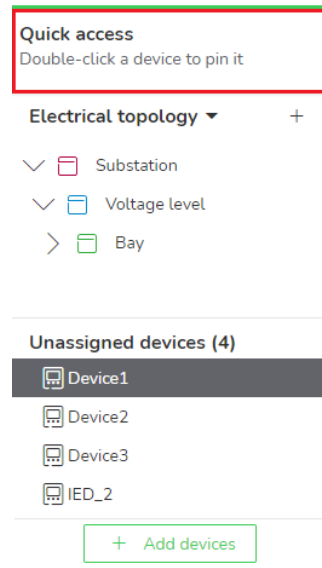 Quick access
Double-click a device to pin it
Electrical topology
Substation
Voltage level
Bay
Unassigned devices (4)
Device1
Device2
Device3
IED_2
+ Add devices